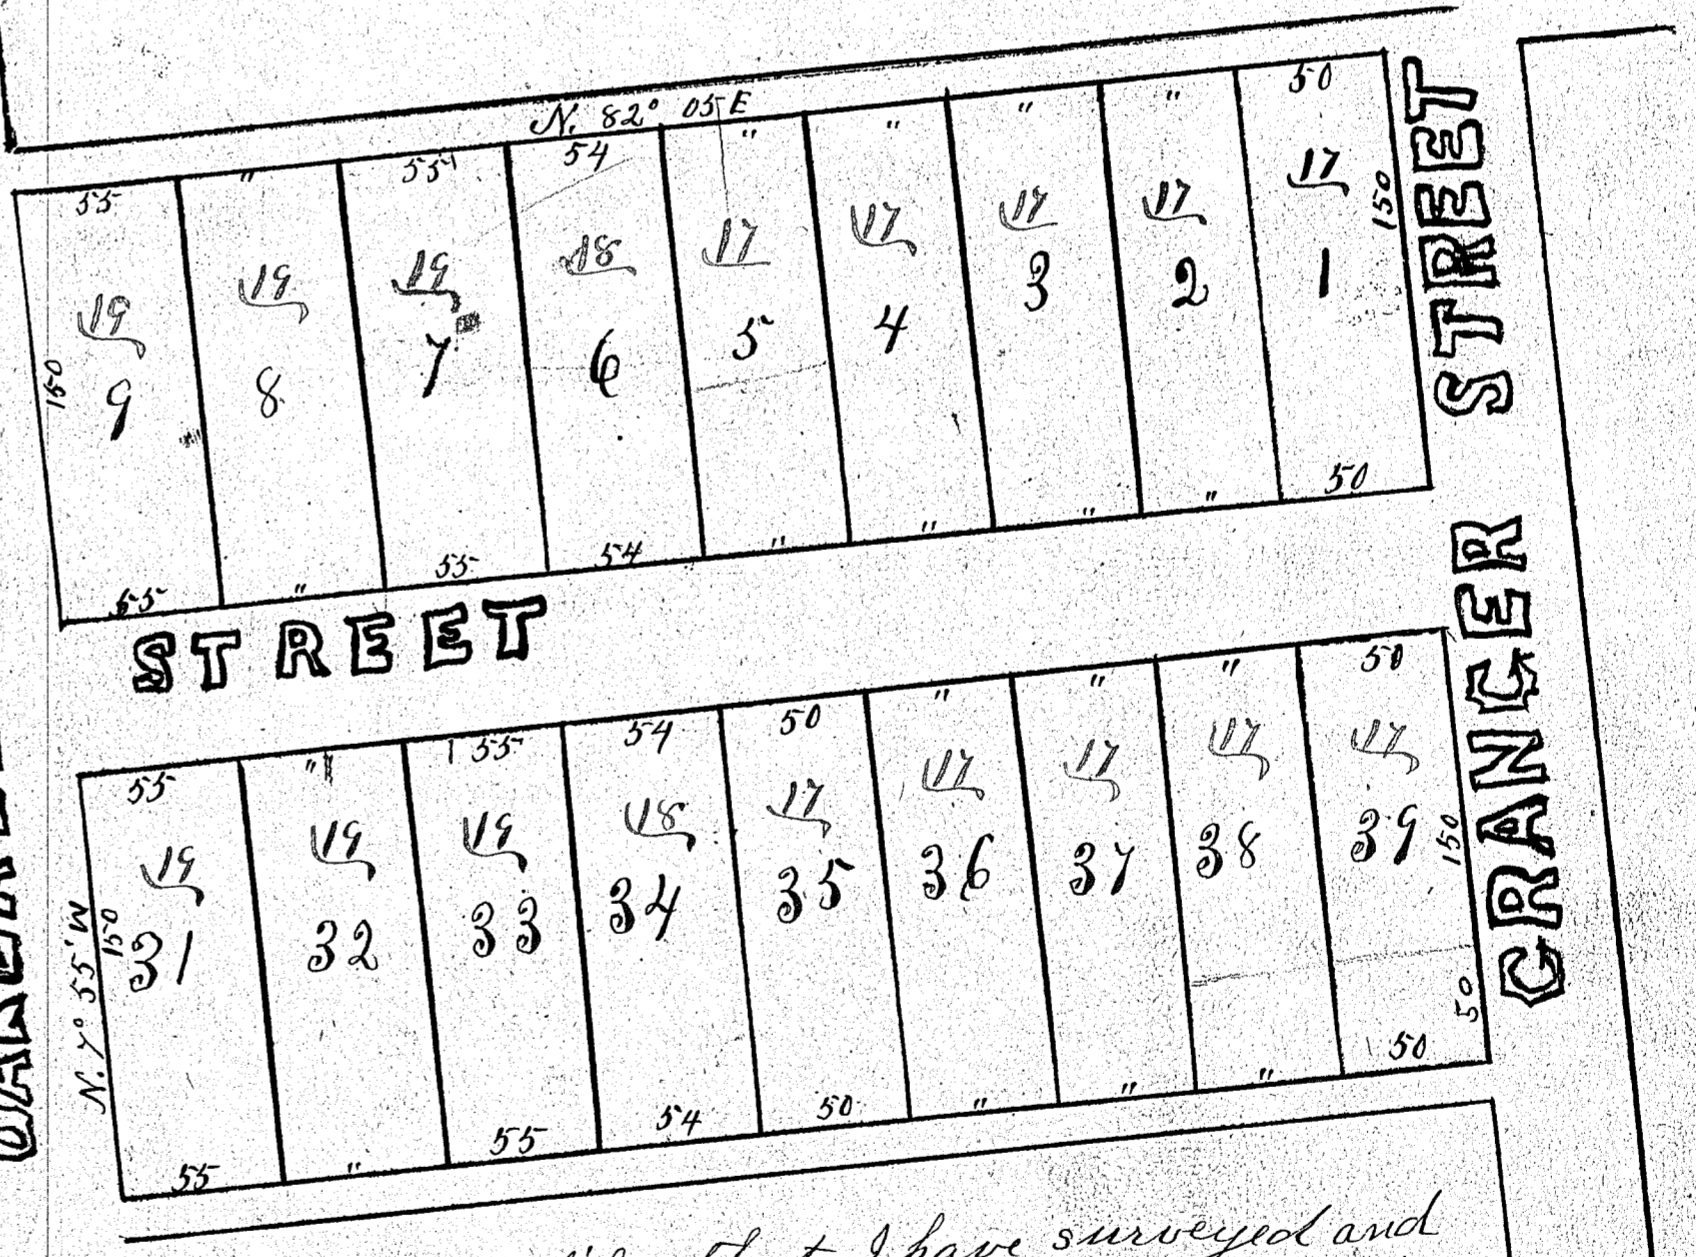 N. 82° 05 E
55 " 55' 54 " " " " 50
19 19 19 18 17 17 17 17 17
9 8 7 6 5 4 3 2 1
150 150
55 " 55 54 " " " " 50
STREET
GRANGER STREET
55 " 55 54 50 " " " 50
19 19 19 18 17 17 17 17 17
31 32 33 34 35 36 37 38 39
N. 7° 55' W
150 150
50
55 " 55 54 50 " " " 50
I have surveyed and